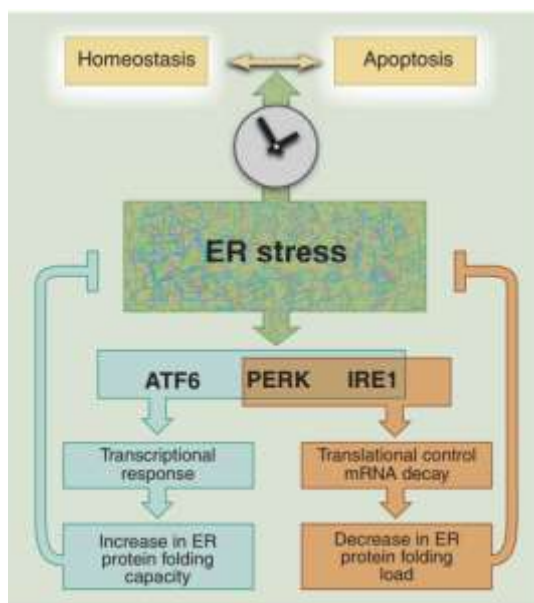 Homeostasis
Apoptosis
ER stress
ATF6 PERK IRE1
Transcriptional
response
Translational control
mRNA decay
Increase in ER
protein folding
capacity
Decrease in ER
protein folding
load